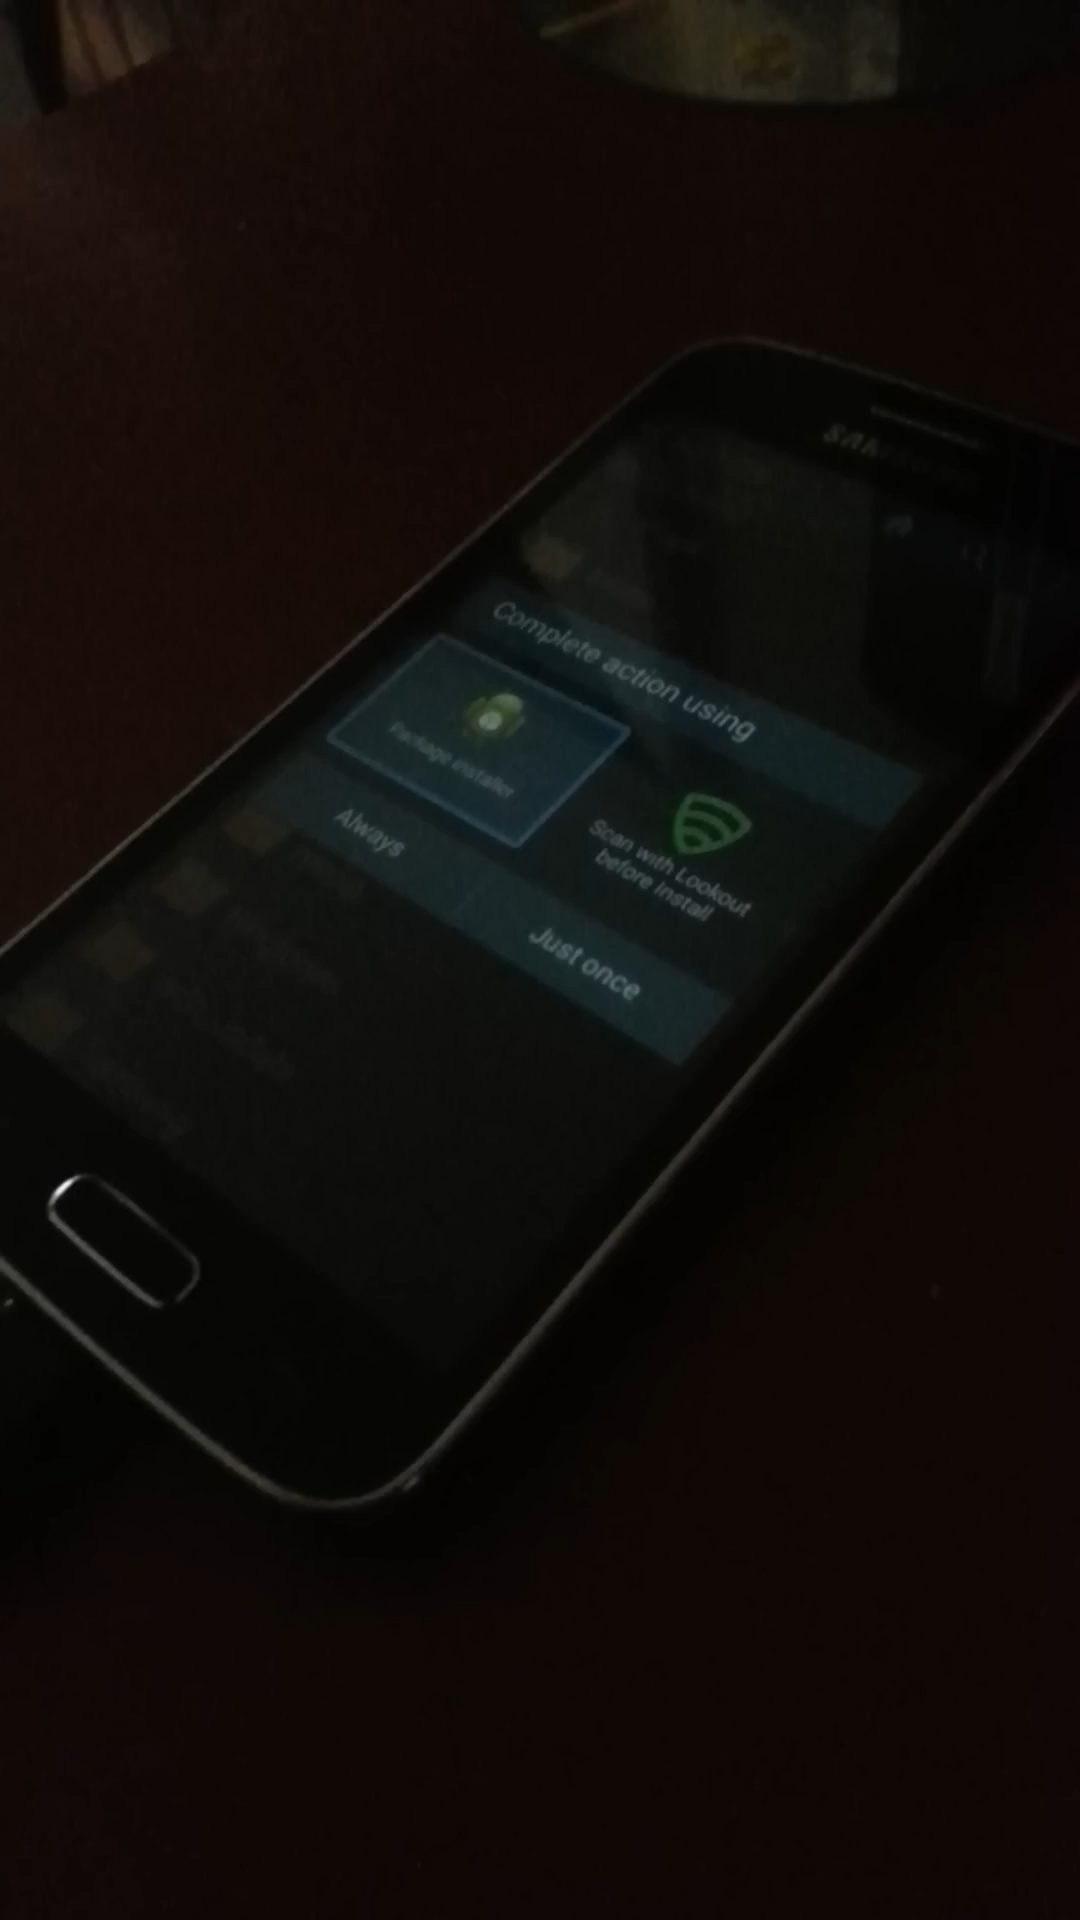 SAMSUNG
Complete action using
Package installer
Scan with Lookout
before install
Always
Just once